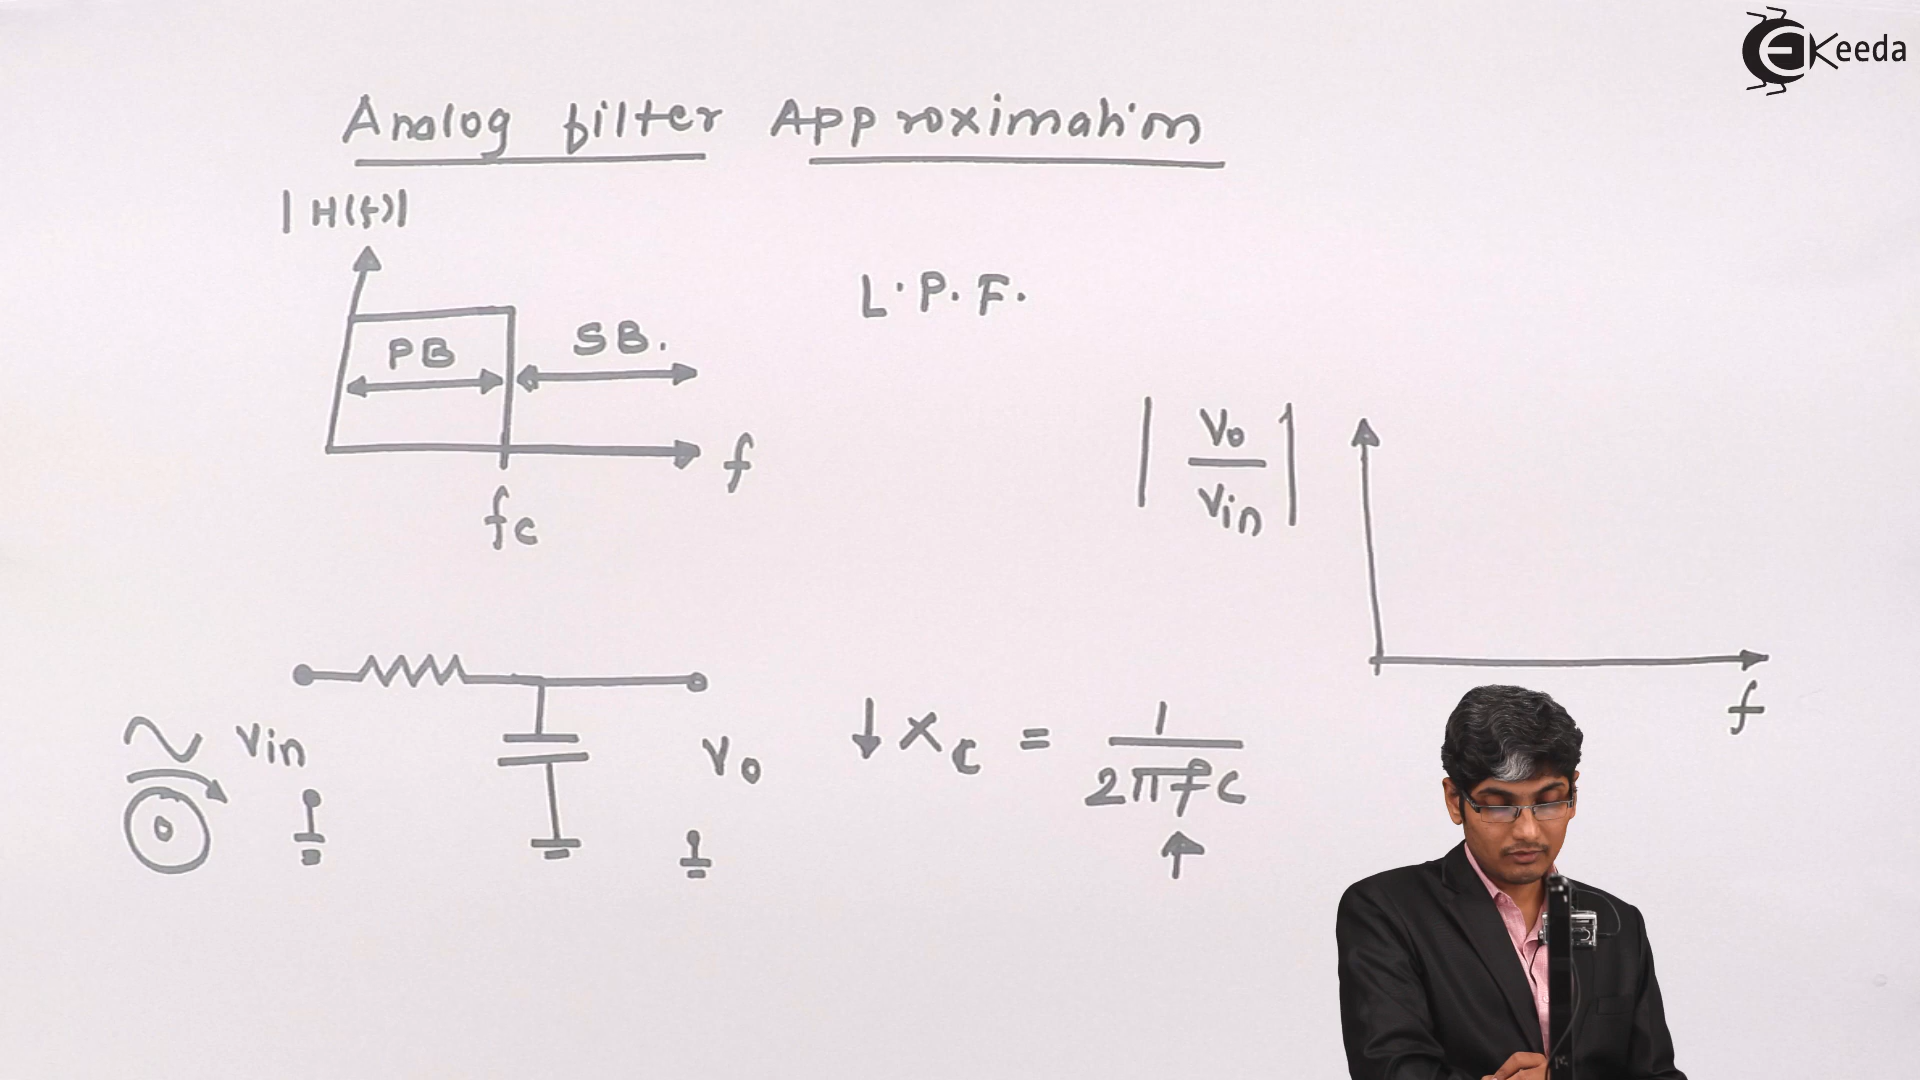 EKeeda
Analog filter Approximation
|H(f)|
L.P.F.
PB
SB.
f
fc
|Vo/Vin|
f
Vin
Vo
↓ Xc = 1/2πfC
↑